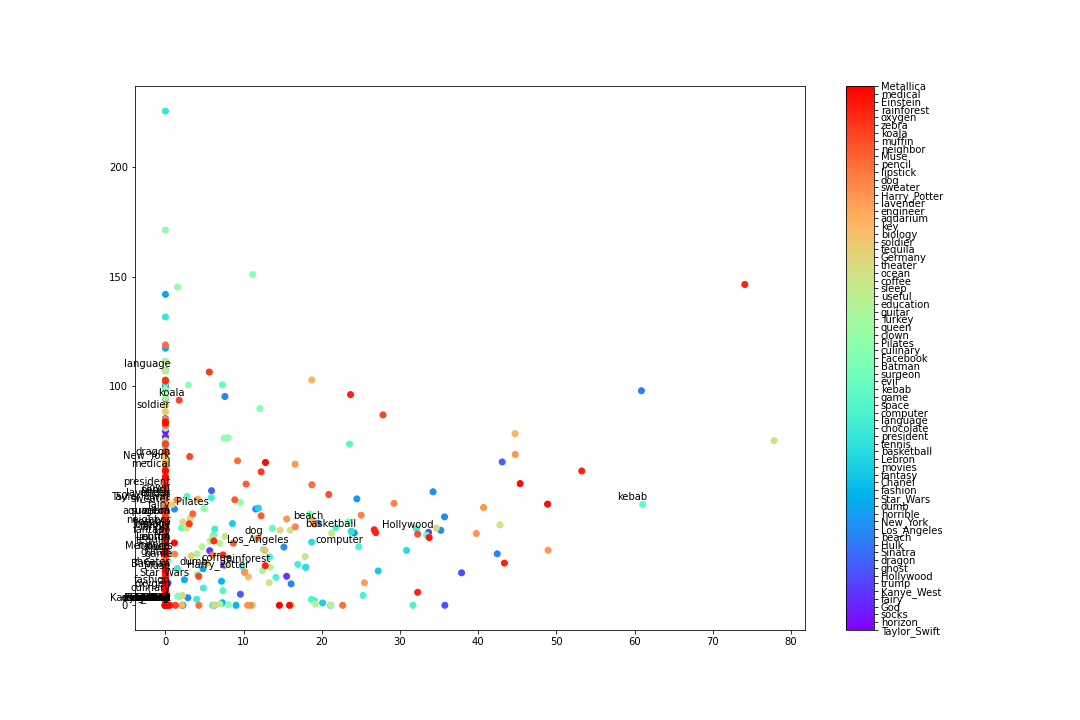 200
150
100
50
0
0 10 20 30 40 50 60 70 80
language
koala
soldier
dragon
New_York
medical
president
Pilates
kebab
beach
basketball
Hollywood
dog
Los_Angeles
computer
coffee
rainforest
dump
Harry_Potter
Star_Wars
fashion
Metallica
medical
Einstein
rainforest
oxygen
zebra
koala
muffin
neighbor
Muse
pencil
lipstick
dog
sweater
Harry_Potter
lavender
engineer
aquarium
key
biology
soldier
tequila
Germany
theater
ocean
coffee
sleep
useful
education
guitar
Turkey
queen
clown
Pilates
culinary
Facebook
Batman
surgeon
evil
kebab
game
space
computer
language
chocolate
president
tennis
basketball
Lebron
movies
fantasy
Chanel
fashion
Star_Wars
dump
horrible
New_York
Los_Angeles
beach
Hulk
Sinatra
dragon
ghost
Hollywood
trump
Kanye_West
fairy
God
socks
horizon
Taylor_Swift